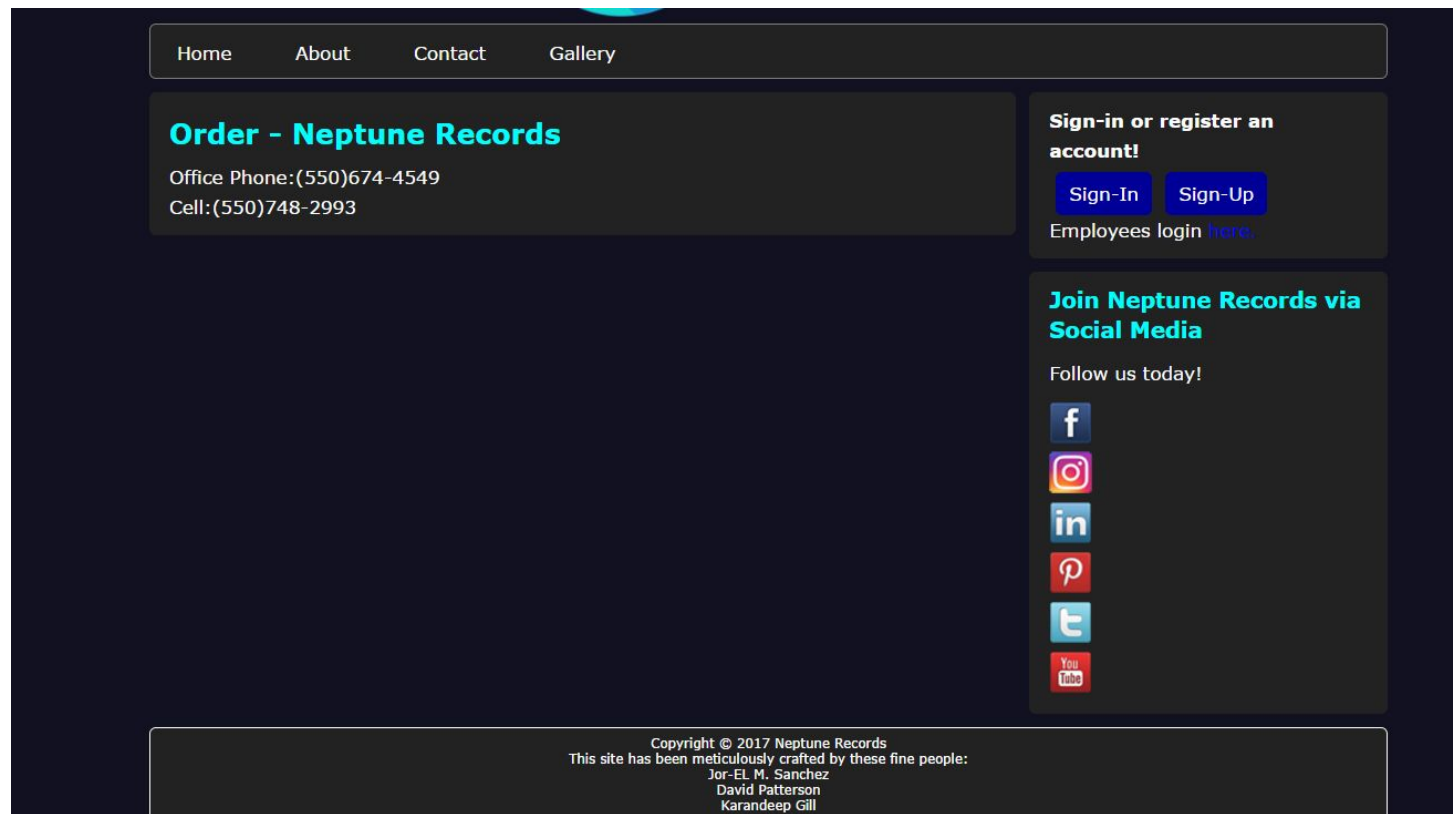 Home About Contact Gallery
Order - Neptune Records
Office Phone:(550)674-4549
Cell:(550)748-2993
Sign-in or register an
account!
Sign-In Sign-Up
Employees login here.
Join Neptune Records via
Social Media
Follow us today!
f
in
You
Tube
Copyright © 2017 Neptune Records
This site has been meticulously crafted by these fine people:
Jor-EL M. Sanchez
David Patterson
Karandeep Gill